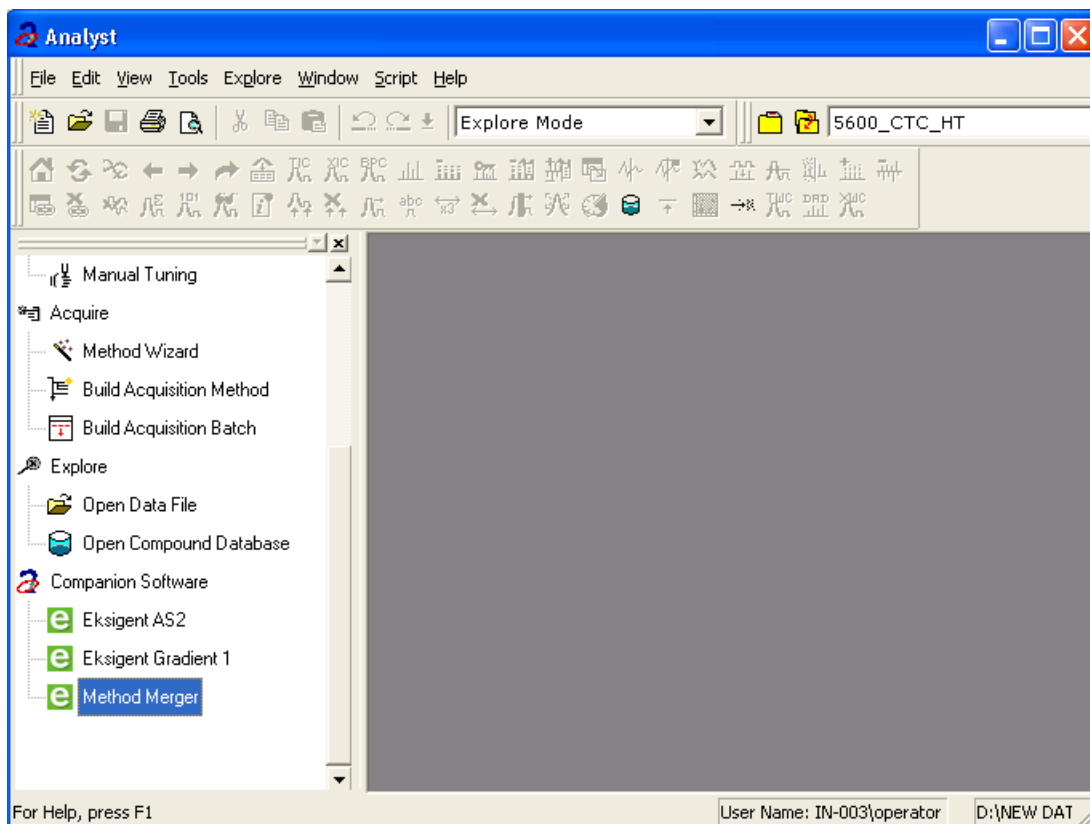 Analyst
File Edit View Tools Explore Window Script Help
Explore Mode
5600_CTC_HT
Manual Tuning
Acquire
Method Wizard
Build Acquisition Method
Build Acquisition Batch
Explore
Open Data File
Open Compound Database
Companion Software
Eksigent AS2
Eksigent Gradient 1
Method Merger
For Help, press F1
User Name: IN-003\operator
D:\NEW DAT